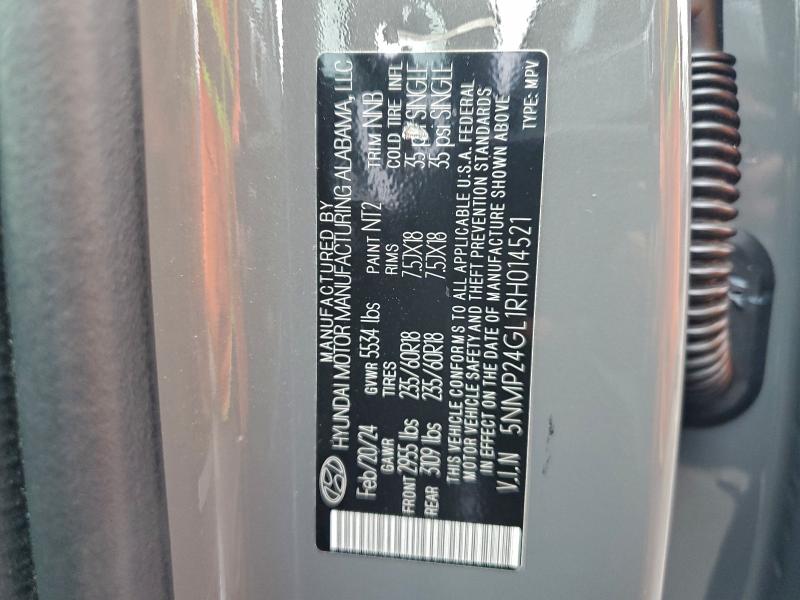 MANUFACTURED BY
HYUNDAI MOTOR MANUFACTURING ALABAMA, LLC
Feb/20/24 GVWR 5534 lbs PAINT NT2 TRIM NNB
GAWR TIRES RIMS COLD TIRE INFL
FRONT 2955 lbs 235/60R18 7.5JX18 35 psi SINGLE
REAR 3109 lbs 235/60R18 7.5JX18 35 psi SINGLE
THIS VEHICLE CONFORMS TO ALL APPLICABLE U.S.A. FEDERAL
MOTOR VEHICLE SAFETY AND THEFT PREVENTION STANDARDS
IN EFFECT ON THE DATE OF MANUFACTURE SHOWN ABOVE
V.I.N 5NMP24GL1RH014521 TYPE: MPV